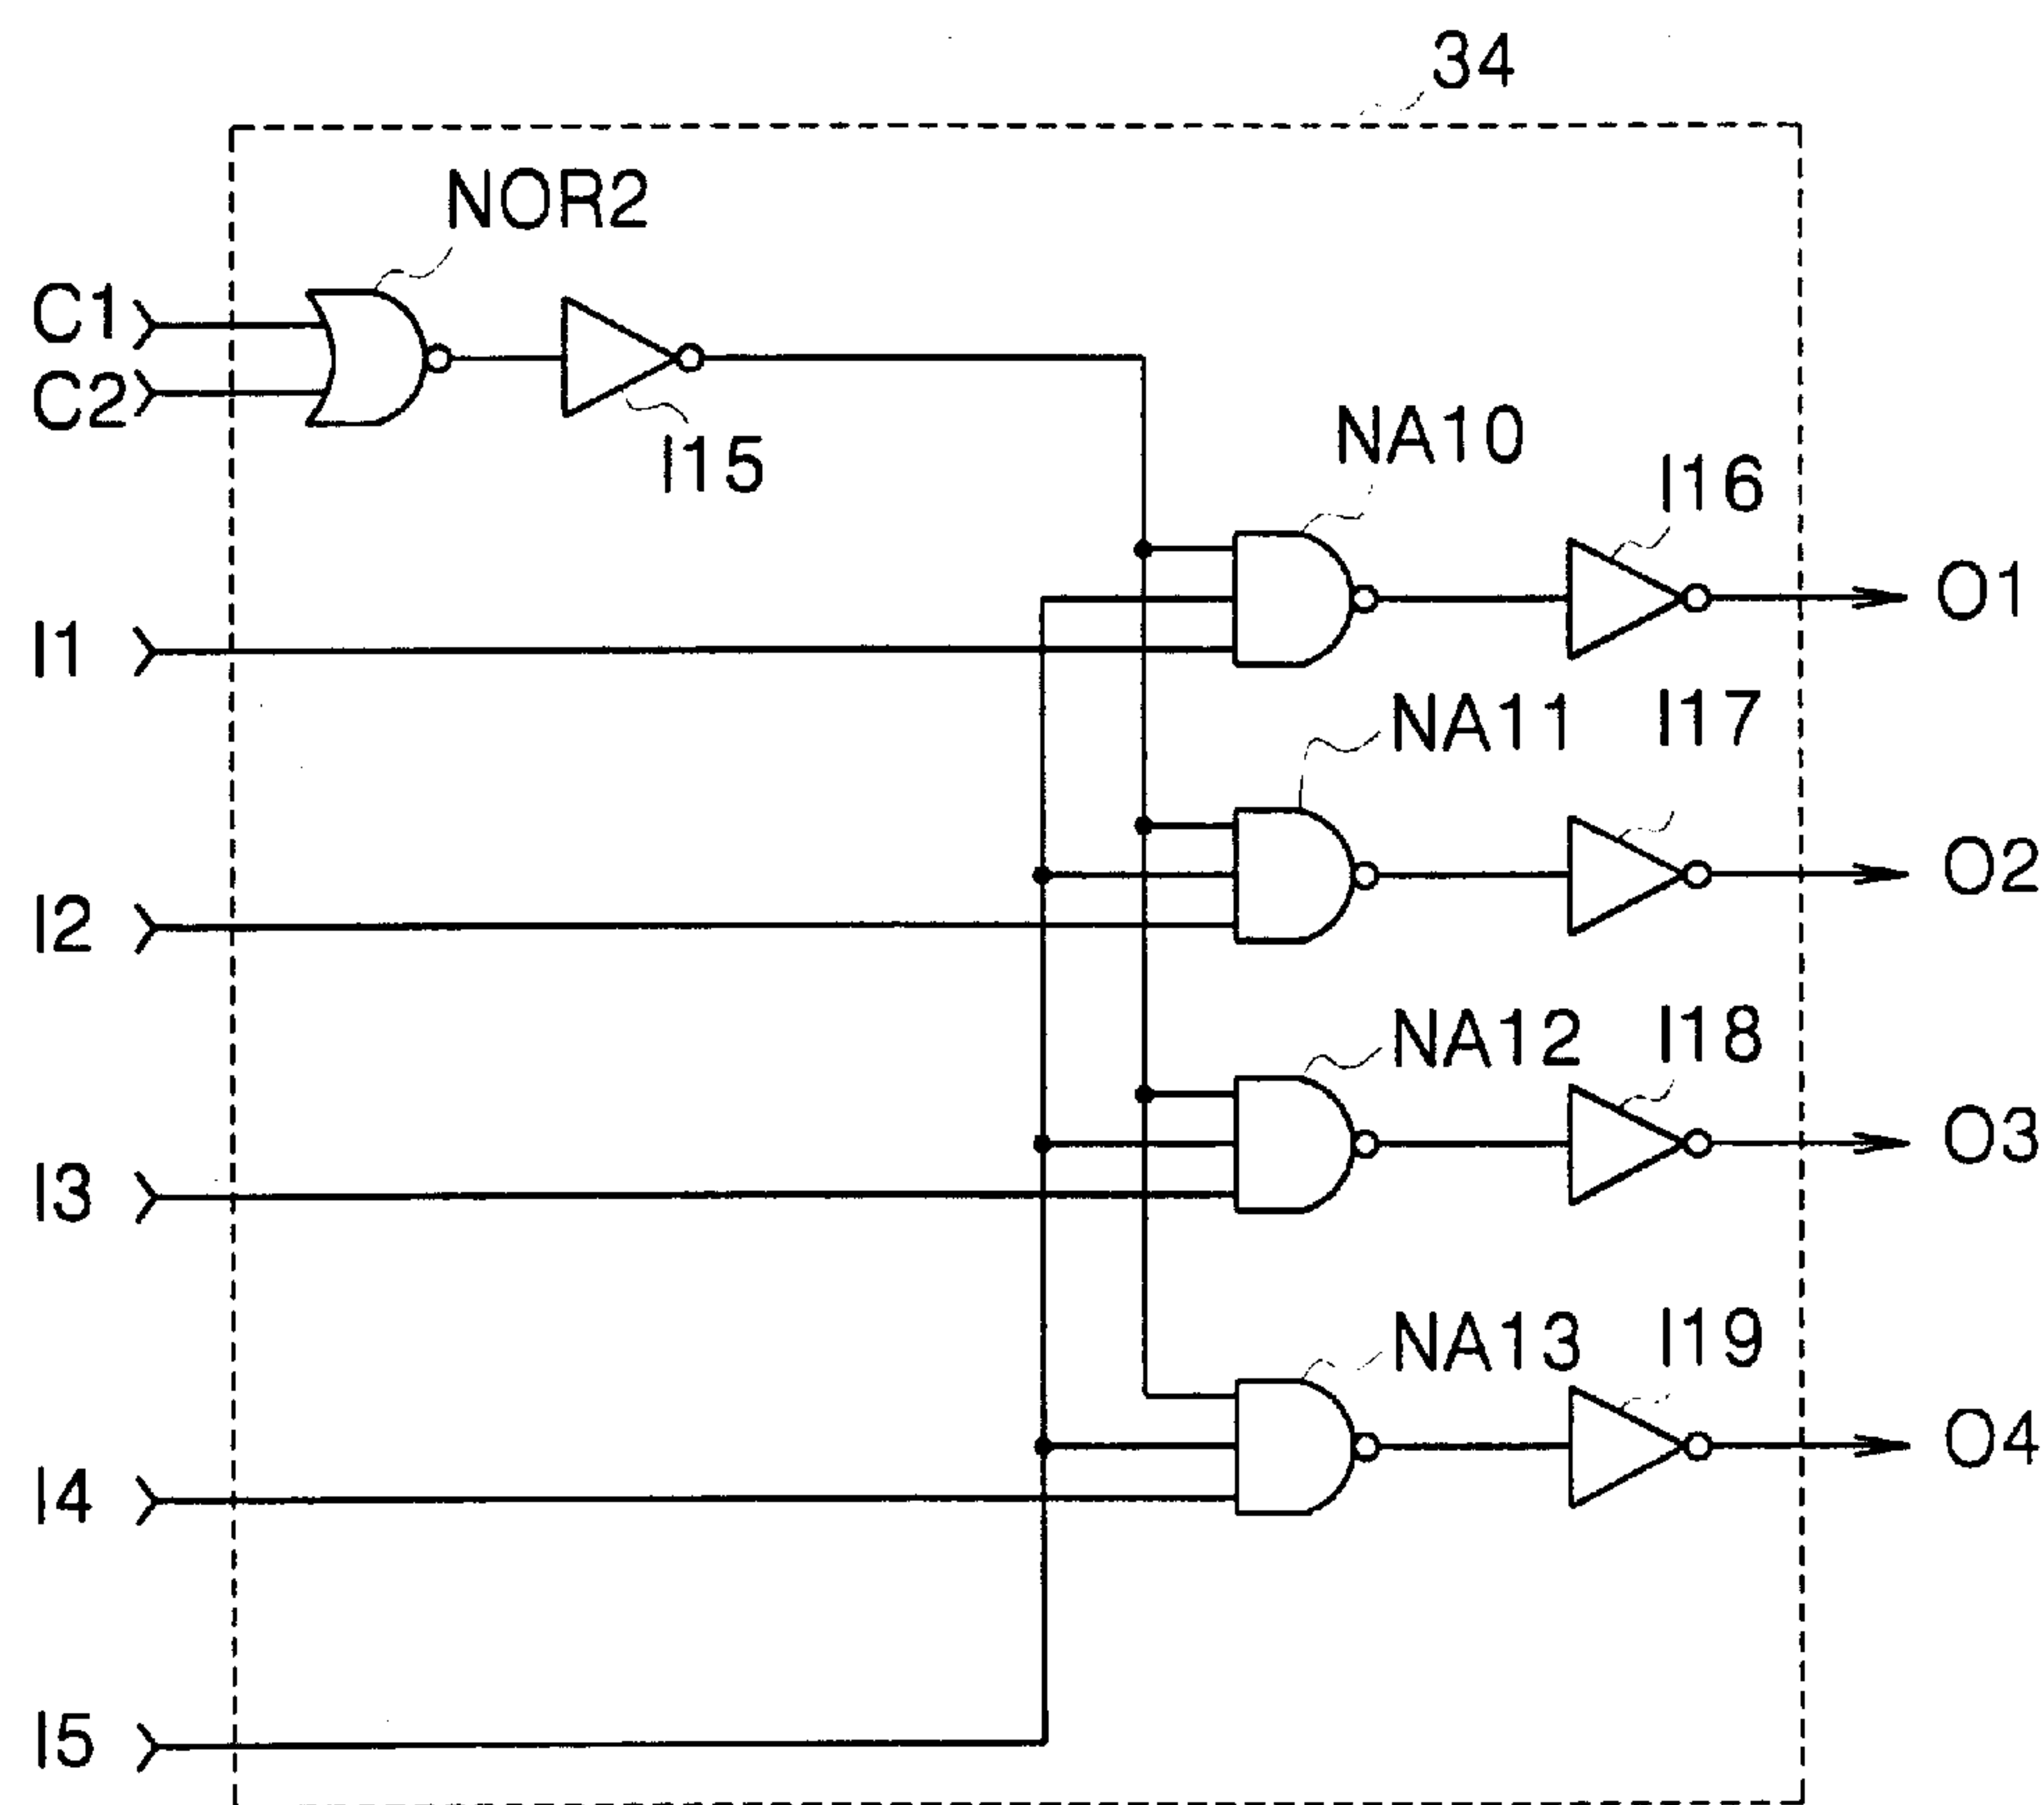 34
NOR2
C1
C2
I15
NA10
I16
O1
I1
NA11
I17
O2
I2
NA12
I18
O3
I3
NA13
I19
O4
I4
I5